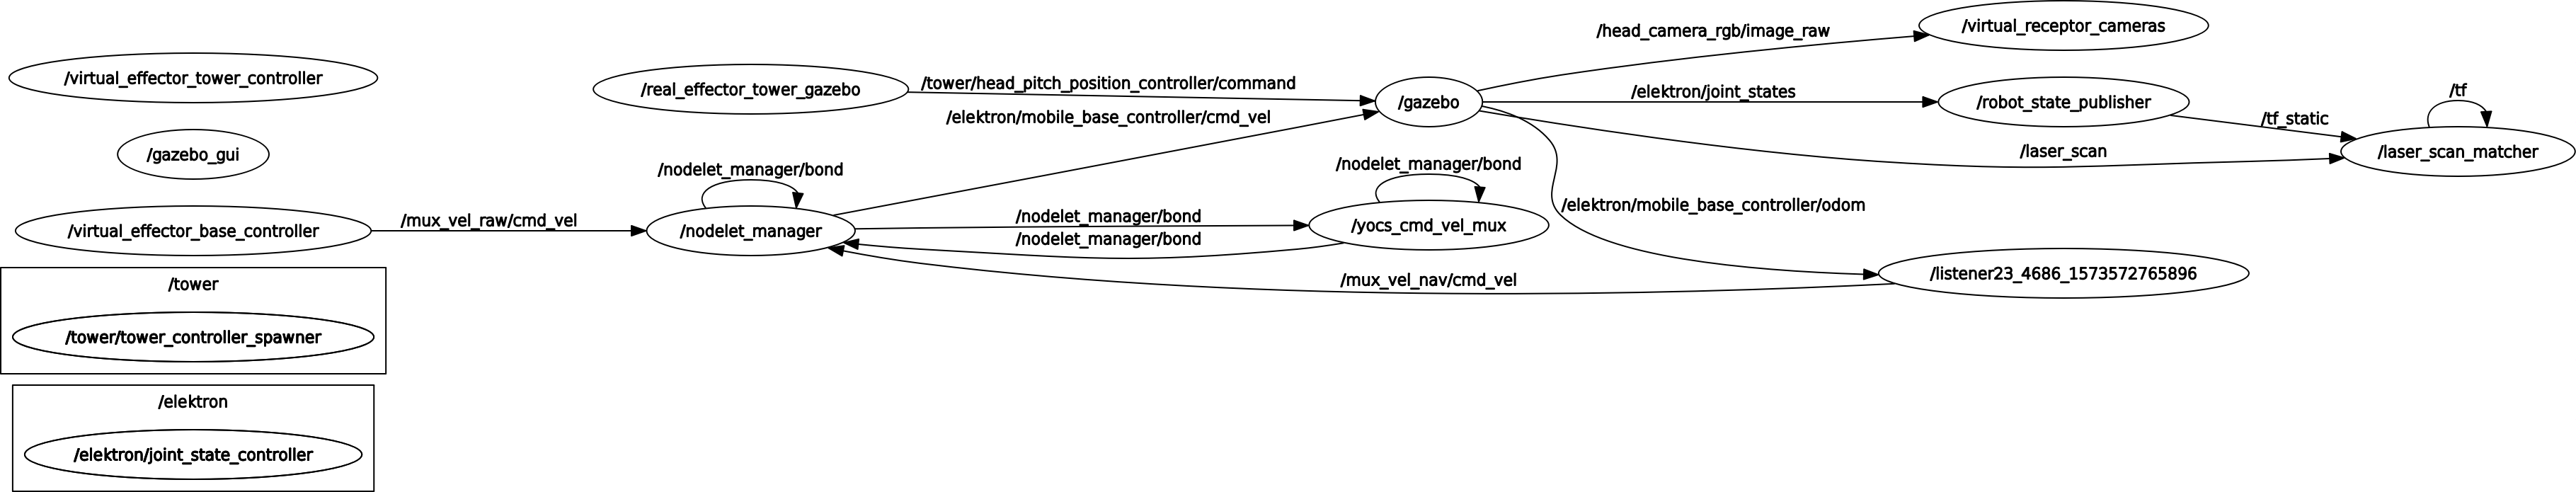 /virtual_effector_tower_controller
/gazebo_gui
/virtual_effector_base_controller
/tower
/tower/tower_controller_spawner
/elektron
/elektron/joint_state_controller
/mux_vel_raw/cmd_vel
/real_effector_tower_gazebo
/nodelet_manager/bond
/nodelet_manager
/tower/head_pitch_position_controller/command
/elektron/mobile_base_controller/cmd_vel
/nodelet_manager/bond
/nodelet_manager/bond
/gazebo
/nodelet_manager/bond
/yocs_cmd_vel_mux
/mux_vel_nav/cmd_vel
/head_camera_rgb/image_raw
/elektron/joint_states
/laser_scan
/elektron/mobile_base_controller/odom
/virtual_receptor_cameras
/robot_state_publisher
/listener23_4686_1573572765896
/tf_static
/tf
/laser_scan_matcher